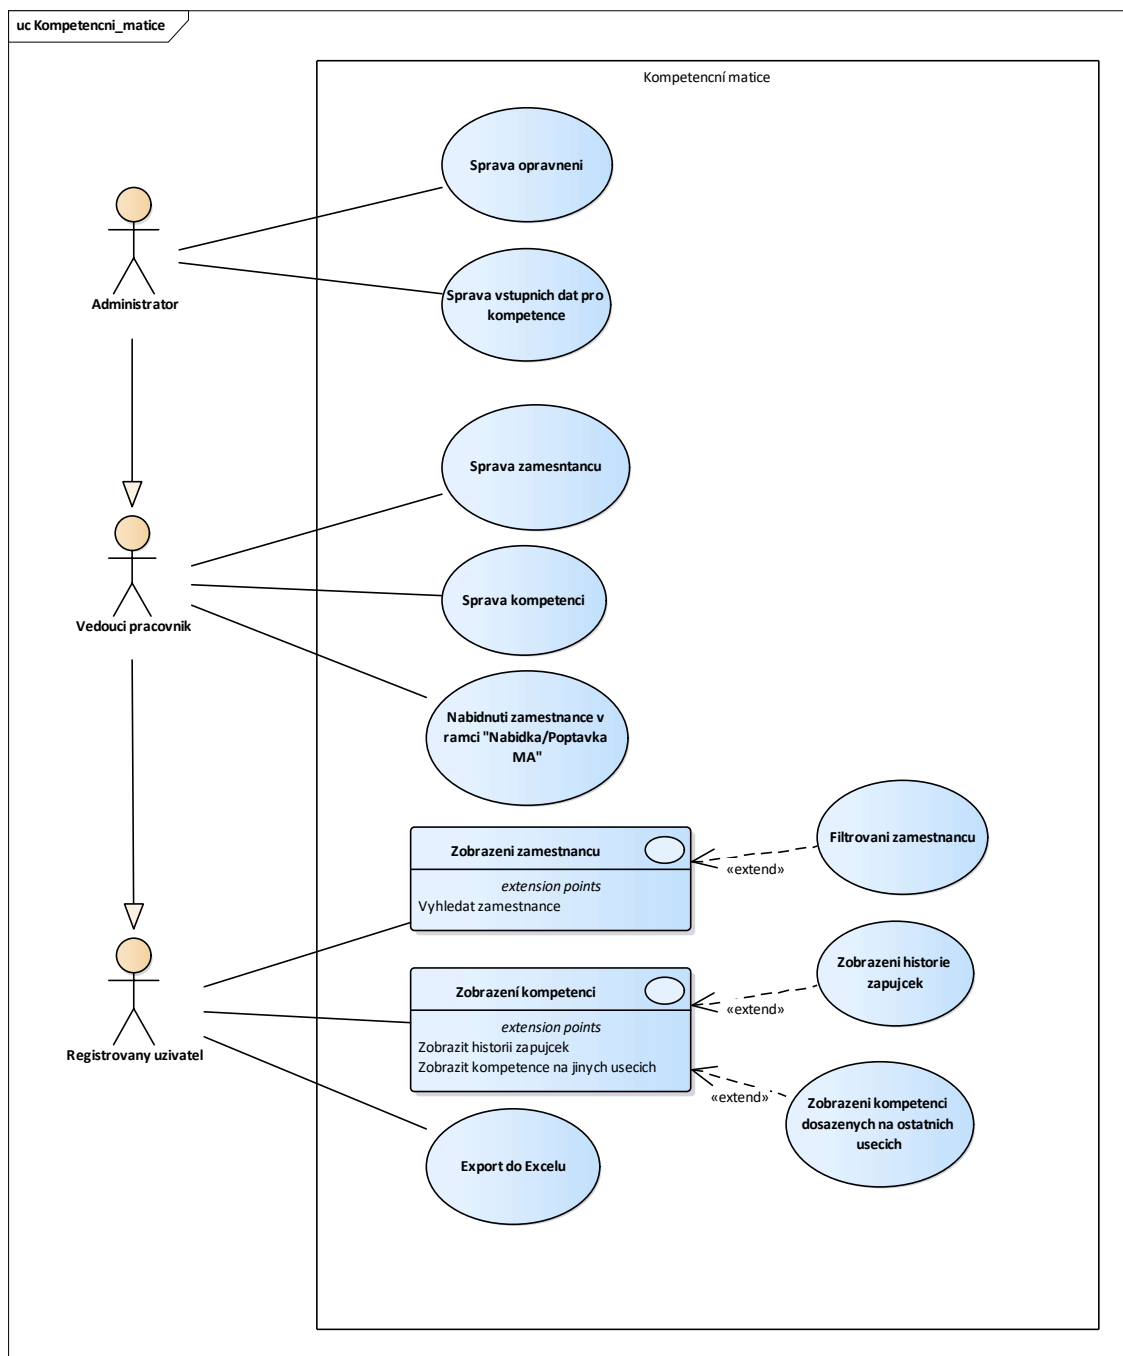 uc Kompetencni_matice
Kompetencní matice
Sprava opravneni
Administrator
Sprava vstupnich dat pro
kompetence
Sprava zamesntancu
Vedouci pracovnik
Sprava kompetenci
Nabidnuti zamestnance v
ramci "Nabidka/Poptavka
MA"
Zobrazeni zamestnancu
extension points
Vyhledat zamestnance
«extend»
Filtrovani zamestnancu
Registrovany uzivatel
Zobrazení kompetenci
extension points
Zobrazit historii zapujcek
Zobrazit kompetence na jinych usecich
«extend»
Zobrazeni historie
zapujcek
«extend»
Zobrazeni kompetenci
dosazenych na ostatnich
usecich
Export do Excelu